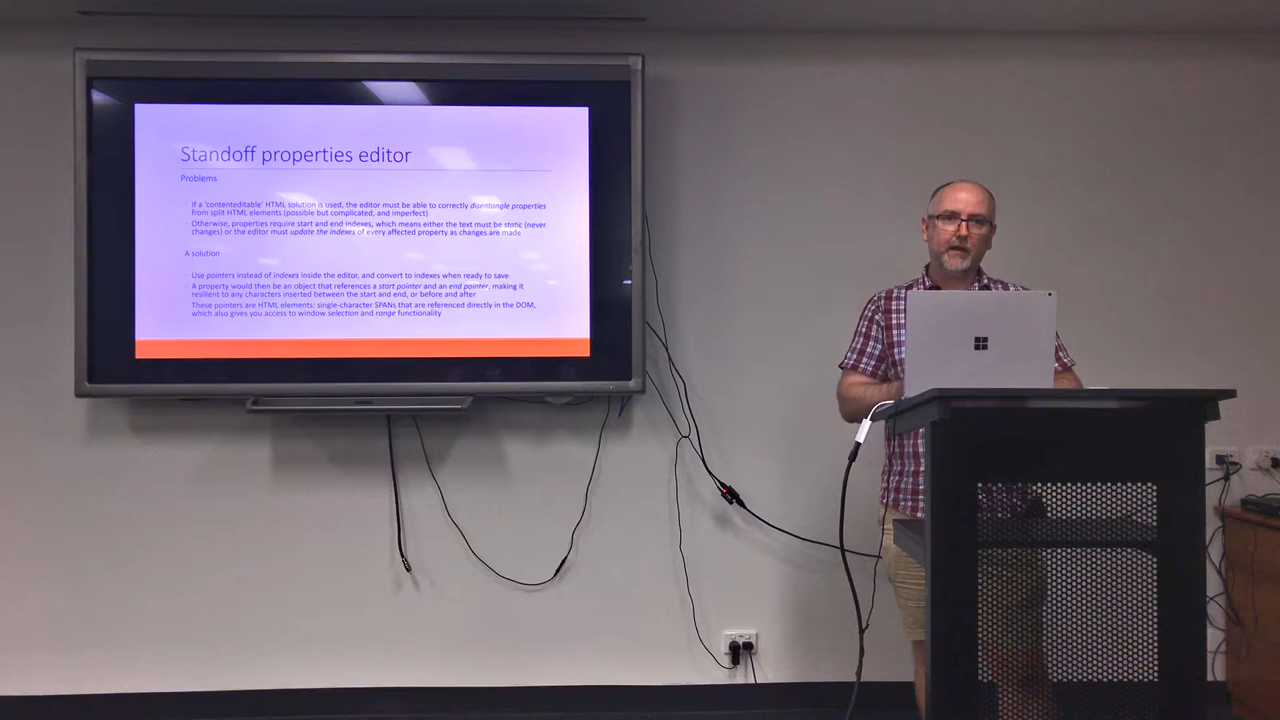 Standoff properties editor
Problems
If a 'contenteditable' HTML solution is used, the editor must be able to correctly disentangle properties
from split HTML elements (possible but complicated, and imperfect)
Otherwise, properties require start and end indexes, which means either the text must be static (never
changes) or the editor must update the indexes of every affected property as changes are made
A solution
Use pointers instead of indexes inside the editor, and convert to indexes when ready to save
A property would then be an object that references a start pointer and an end pointer, making it
resilient to any characters inserted between the start and end, or before and after
These pointers are HTML elements: single-character SPANs that are referenced directly in the DOM,
which also gives you access to window selection and range functionality